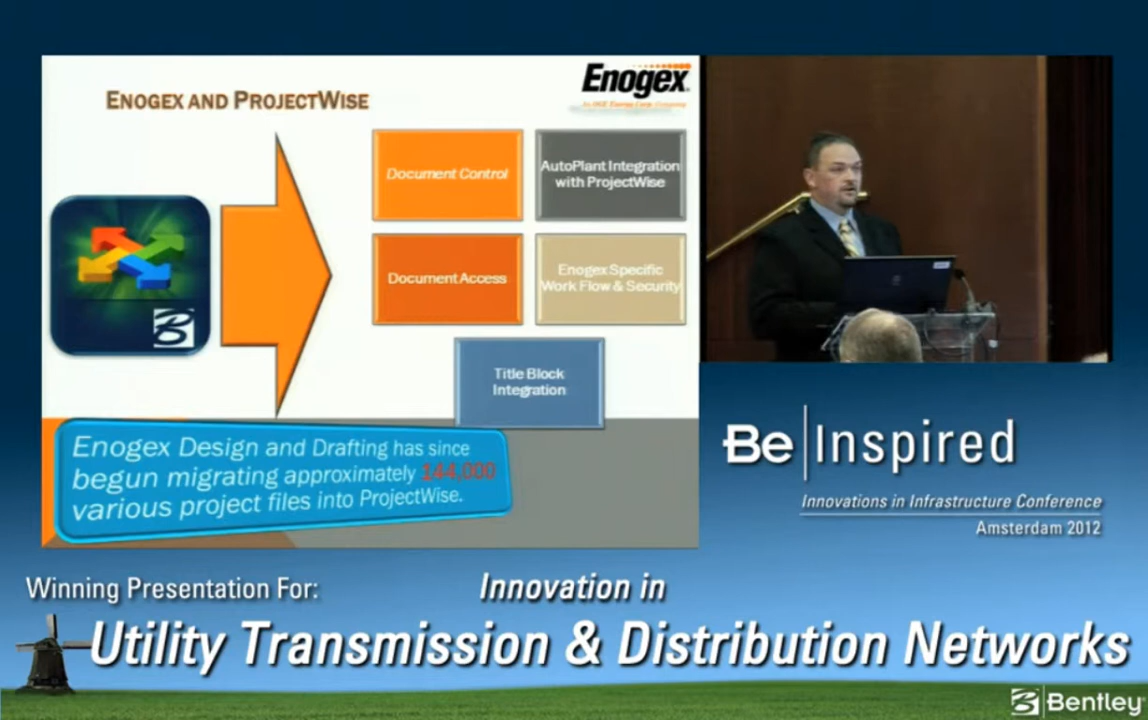 ENOGEX AND PROJECTWISE
Enogex
Document Control
AutoPlant Integration
with ProjectWise
Document Access
Enogex Specific
Work Flow & Security
Title Block
Integration
Enogex Design and Drafting has since
begun migrating approximately 144,000
various project files into ProjectWise.
Be Inspired
Innovations in Infrastructure Conference
Amsterdam 2012
Winning Presentation For:
Innovation in
Utility Transmission & Distribution Networks
Bentley